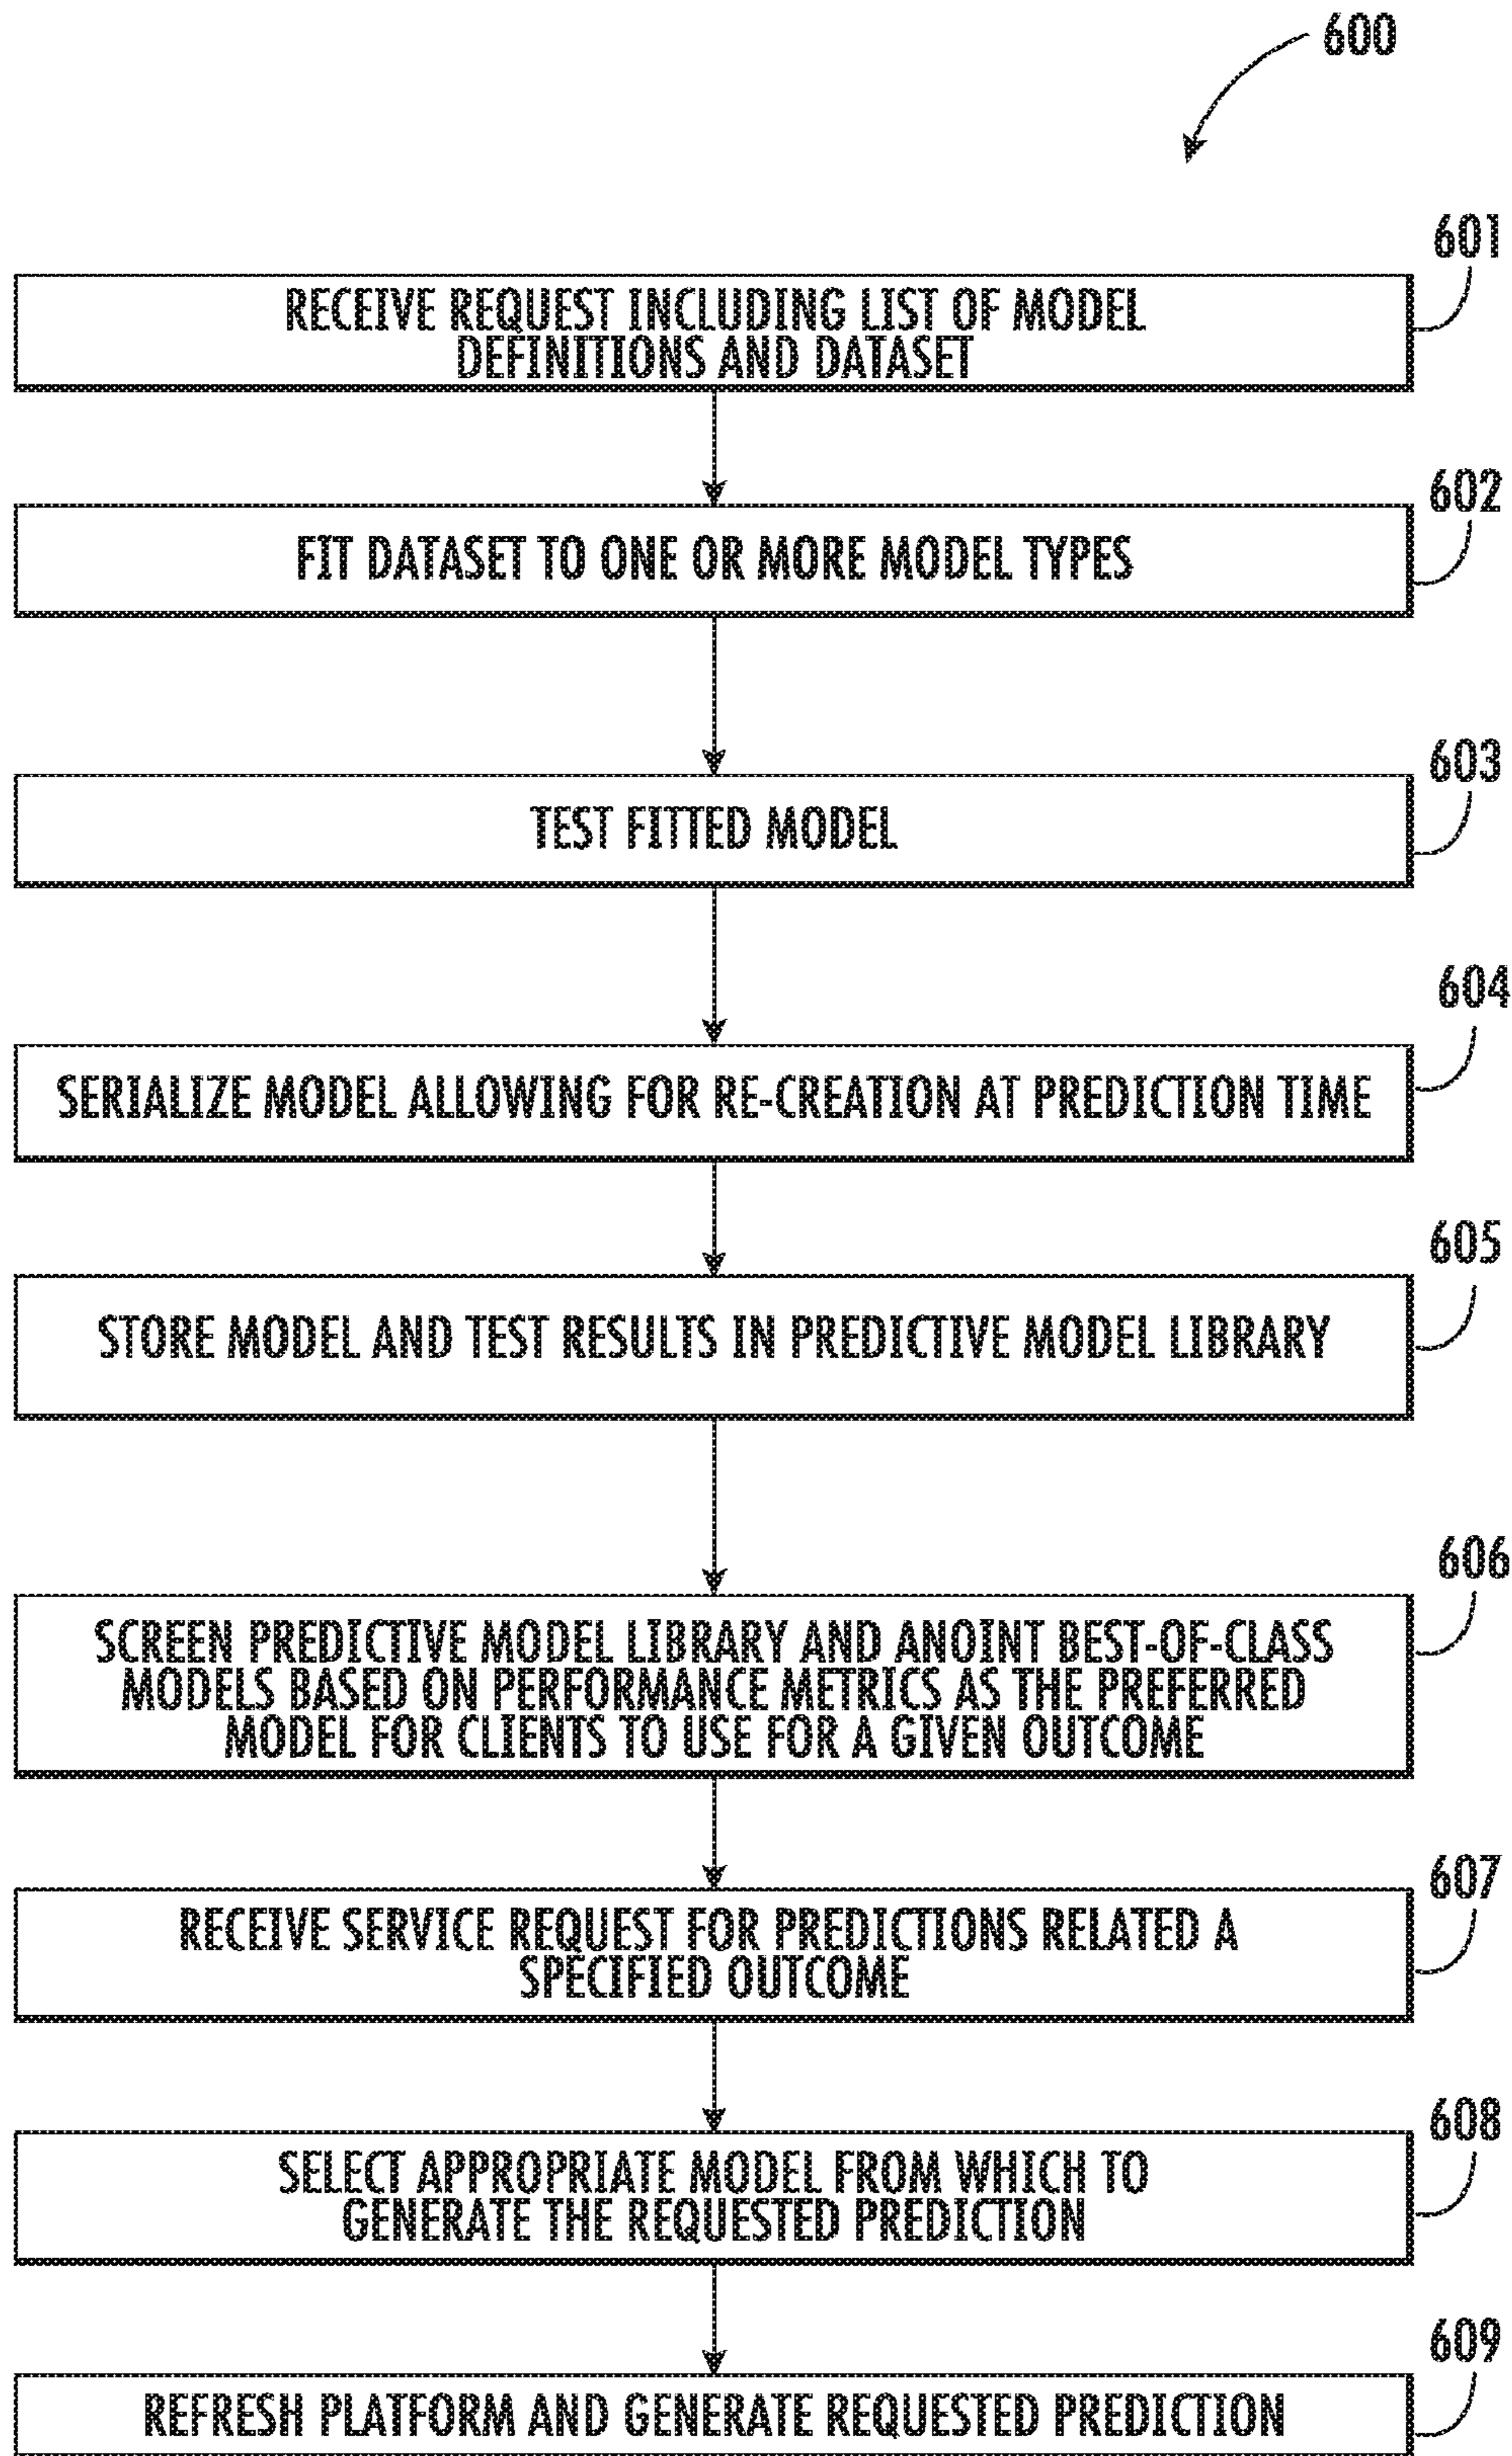 600
601
RECEIVE REQUEST INCLUDING LIST OF MODEL
DEFINITIONS AND DATASET
602
FIT DATASET TO ONE OR MORE MODEL TYPES
603
TEST FITTED MODEL
604
SERIALIZE MODEL ALLOWING FOR RE-CREATION AT PREDICTION TIME
605
STORE MODEL AND TEST RESULTS IN PREDICTIVE MODEL LIBRARY
606
SCREEN PREDICTIVE MODEL LIBRARY AND ANOINT BEST-OF-CLASS
MODELS BASED ON PERFORMANCE METRICS AS THE PREFERRED
MODEL FOR CLIENTS TO USE FOR A GIVEN OUTCOME
607
RECEIVE SERVICE REQUEST FOR PREDICTIONS RELATED A
SPECIFIED OUTCOME
608
SELECT APPROPRIATE MODEL FROM WHICH TO
GENERATE THE REQUESTED PREDICTION
609
REFRESH PLATFORM AND GENERATE REQUESTED PREDICTION